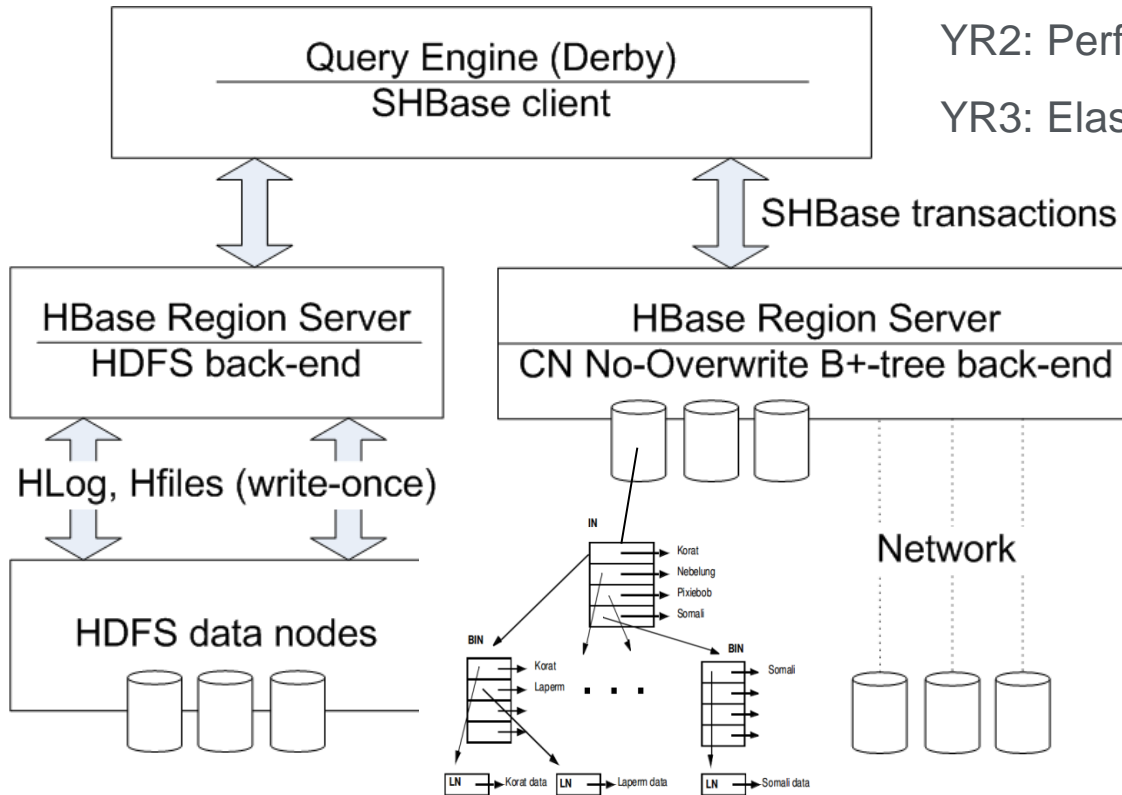 Query Engine (Derby)
SHBase client
YR2: Perf
YR3: Elas
SHBase transactions
HBase Region Server
HDFS back-end
HBase Region Server
CN No-Overwrite B+-tree back-end
HLog, Hfiles (write-once)
HDFS data nodes
Network
IN
Korat
Nebelung
Pixiebob
Somali
BIN
Korat
Laperm
. . .
BIN
Somali
LN
Korat data
LN
Laperm data
LN
Somali data